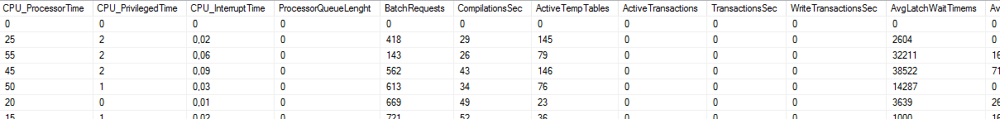 CPU_ProcessorTime CPU_PrivilegedTime CPU_InterruptTime ProcessorQueueLenght BatchRequests CompilationsSec ActiveTempTables ActiveTransactions TransactionsSec WriteTransactionsSec AvgLatchWaitTimems Av
0 0 0 0 0 0 0 0 0 0 0 0
25 2 0,02 0 418 29 145 0 0 0 2604 0
55 2 0,06 0 143 26 79 0 0 0 32211 16
45 2 0,09 0 562 43 146 0 0 0 38522 71
50 1 0,03 0 613 34 76 0 0 0 14287 0
20 0 0,01 0 669 49 23 0 0 0 3639 26
15 1 0,02 0 721 52 36 0 0 0 1000 16